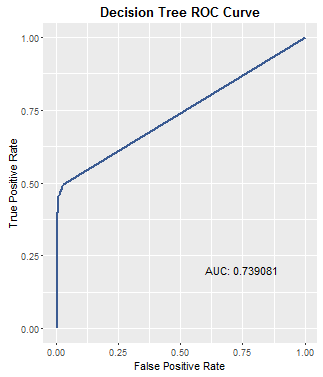 Decision Tree ROC Curve
1.00
0.75
0.50
0.25
0.00
True Positive Rate
AUC: 0.739081
0.00 0.25 0.50 0.75 1.00
False Positive Rate